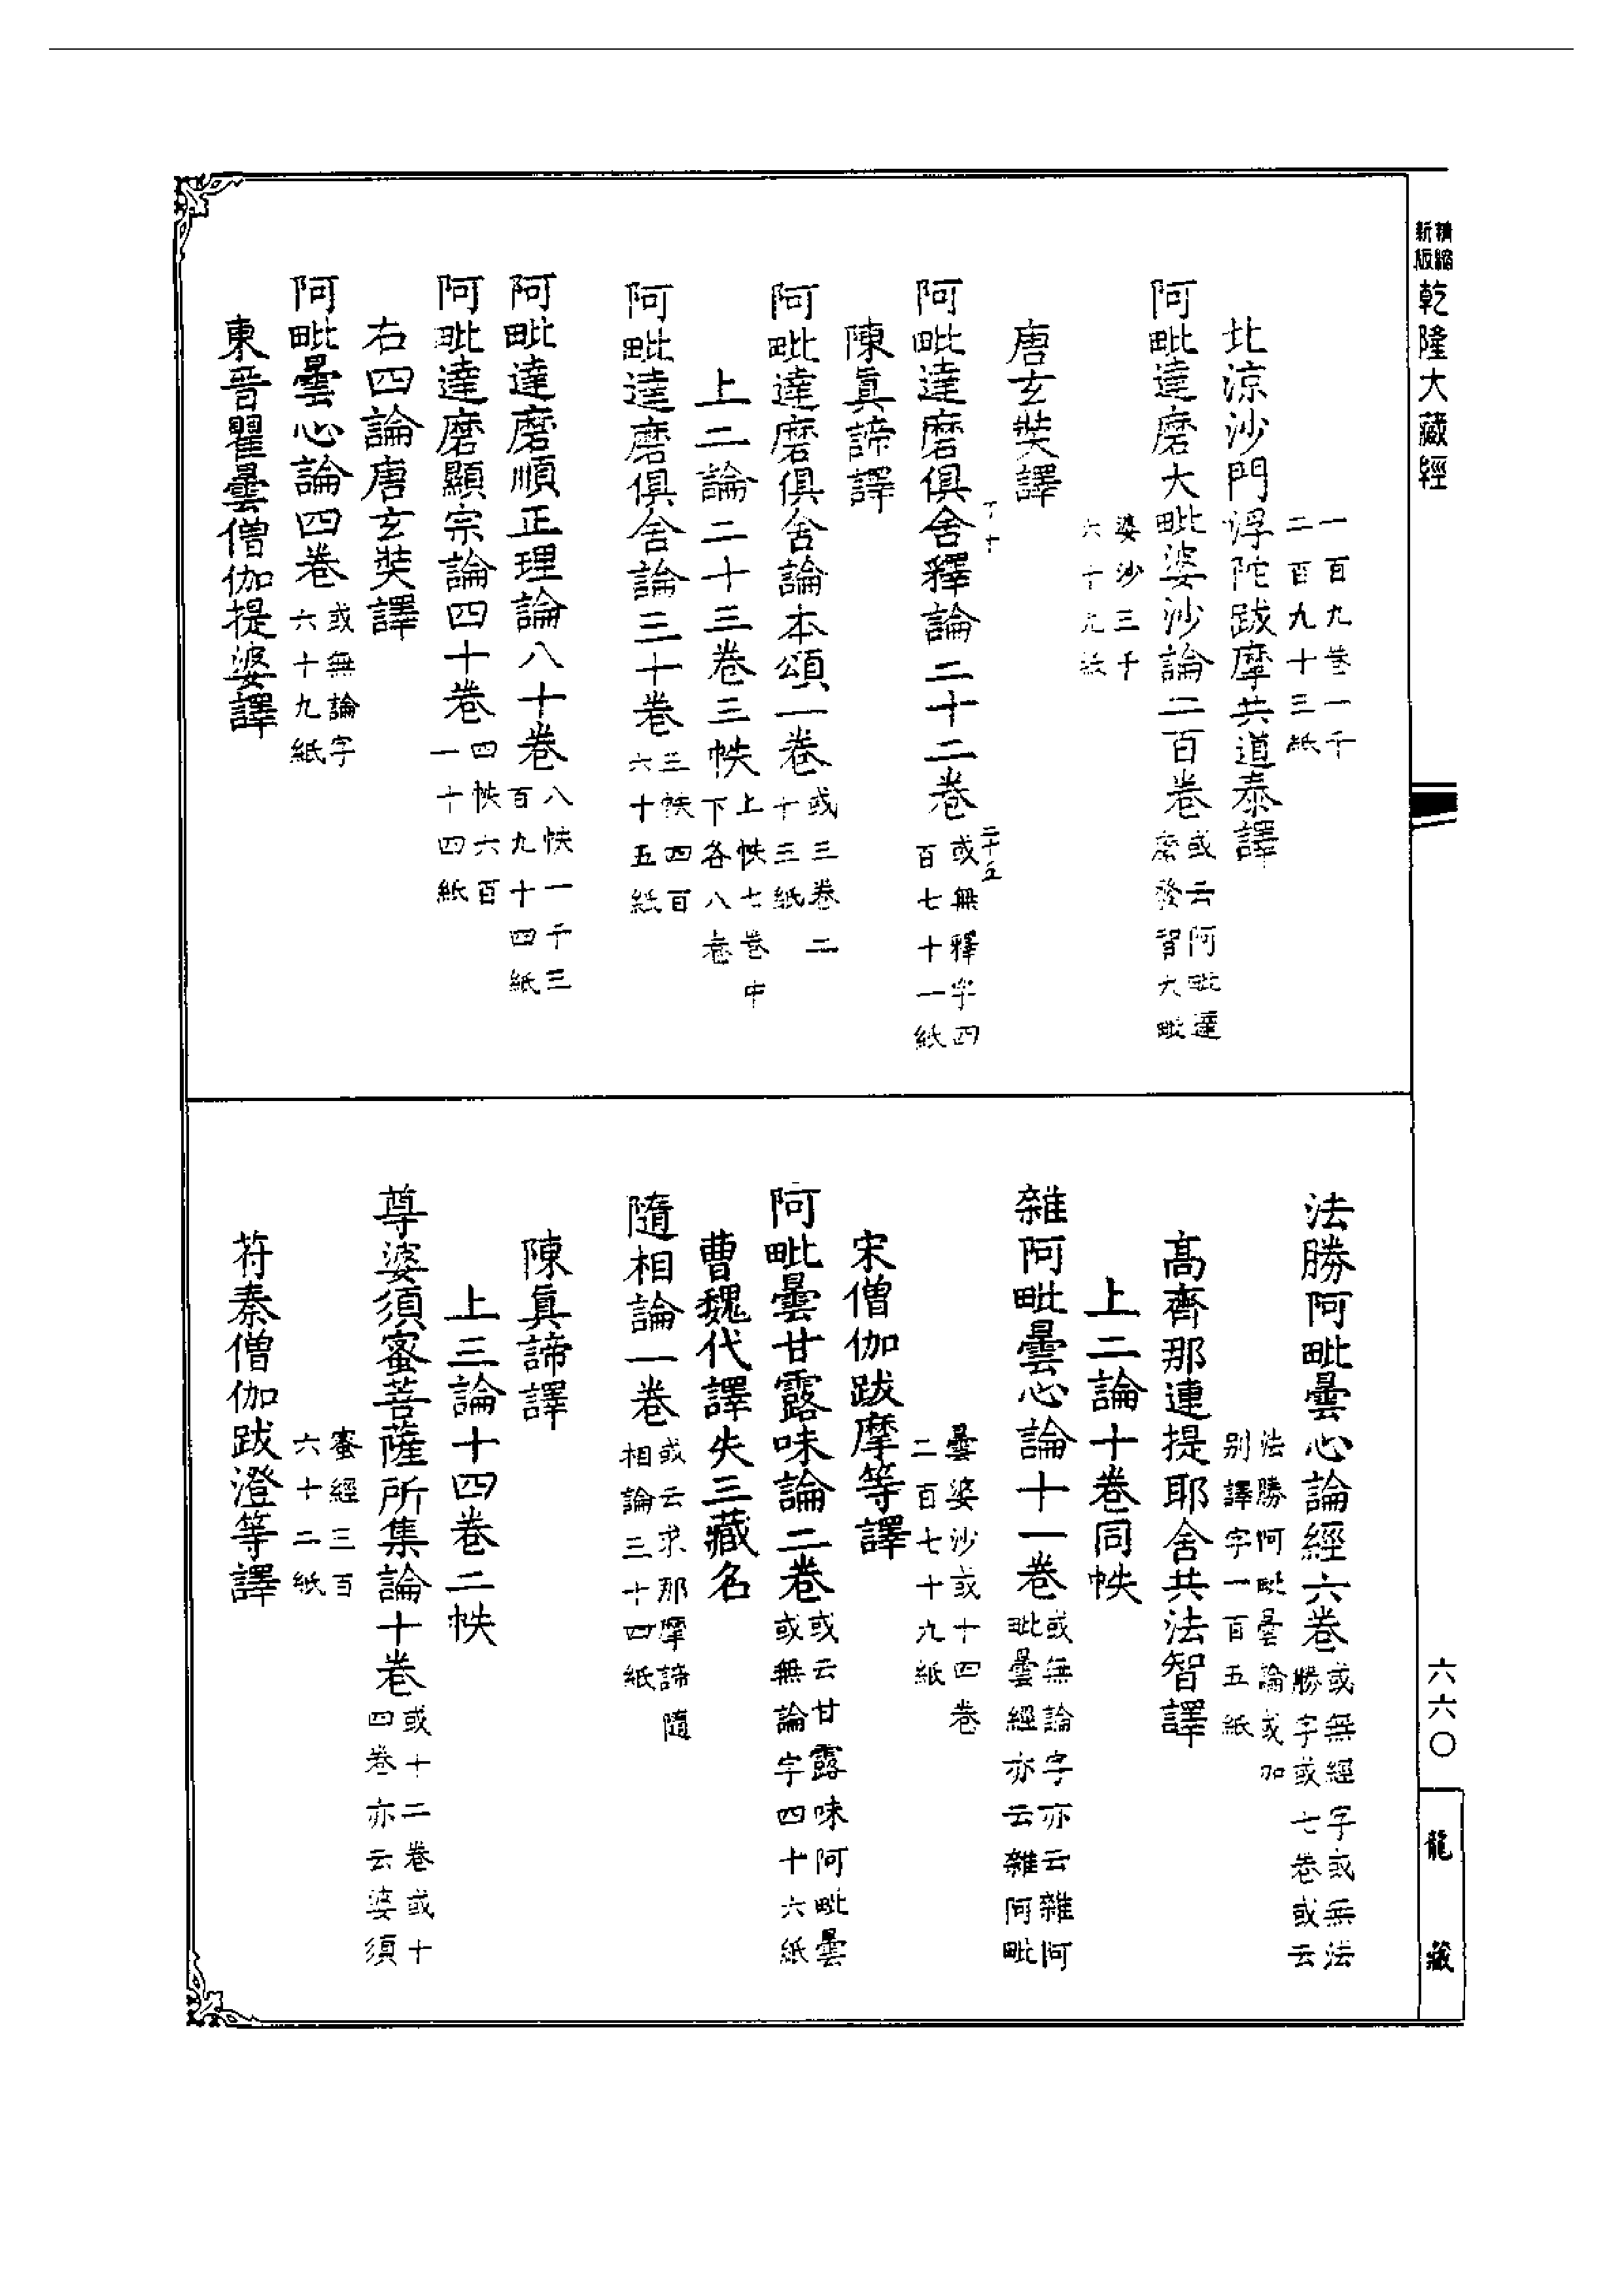 精縮新版乾隆大藏經
一百九卷一千
二百九十三紙
北涼沙門浮陀跋摩共道泰譯
阿毗達磨大毗婆沙論二百卷
或云阿毗達
磨發智大毗
婆沙三千
六十九紙
唐玄奘譯
阿毗達磨俱舍釋論二十二卷
或無釋字四
百七十一紙
陳真諦譯
阿毗達磨俱舍論本頌一卷
或三卷二
十三紙
上二論二十三卷三帙
上帙七卷中
下各八卷
阿毗達磨俱舍論三十卷
三帙四百
六十五紙
阿毗達磨順正理論八十卷
八帙一千三
百九十四紙
阿毗達磨顯宗論四十卷
四帙六百
一十四紙
右四論唐玄奘譯
阿毗曇心論四卷
或無論字
六十九紙
東晉瞿曇僧伽提婆譯
法勝阿毗曇心論經六卷
或無經字或無法
勝字或七卷或云
法勝阿毗曇論或加
別譯字一百五紙
高齊那連提耶舍共法智譯
上二論十卷同帙
雜阿毗曇心論十一卷
或無論字亦云雜阿
毗曇經亦云雜阿毗
曇婆沙或十四卷
二百七十九紙
宋僧伽跋摩等譯
阿毗曇甘露味論二卷
或云甘露味阿毗曇
或無論字四十六紙
曹魏代譯失三藏名
隨相論一卷
或云求那摩諦隨
相論三十四紙
陳真諦譯
上三論十四卷二帙
尊婆須蜜菩薩所集論十卷
或十二卷或十
四卷亦云婆須
蜜經三百
六十二紙
符秦僧伽跋澄等譯
六六〇
龍藏